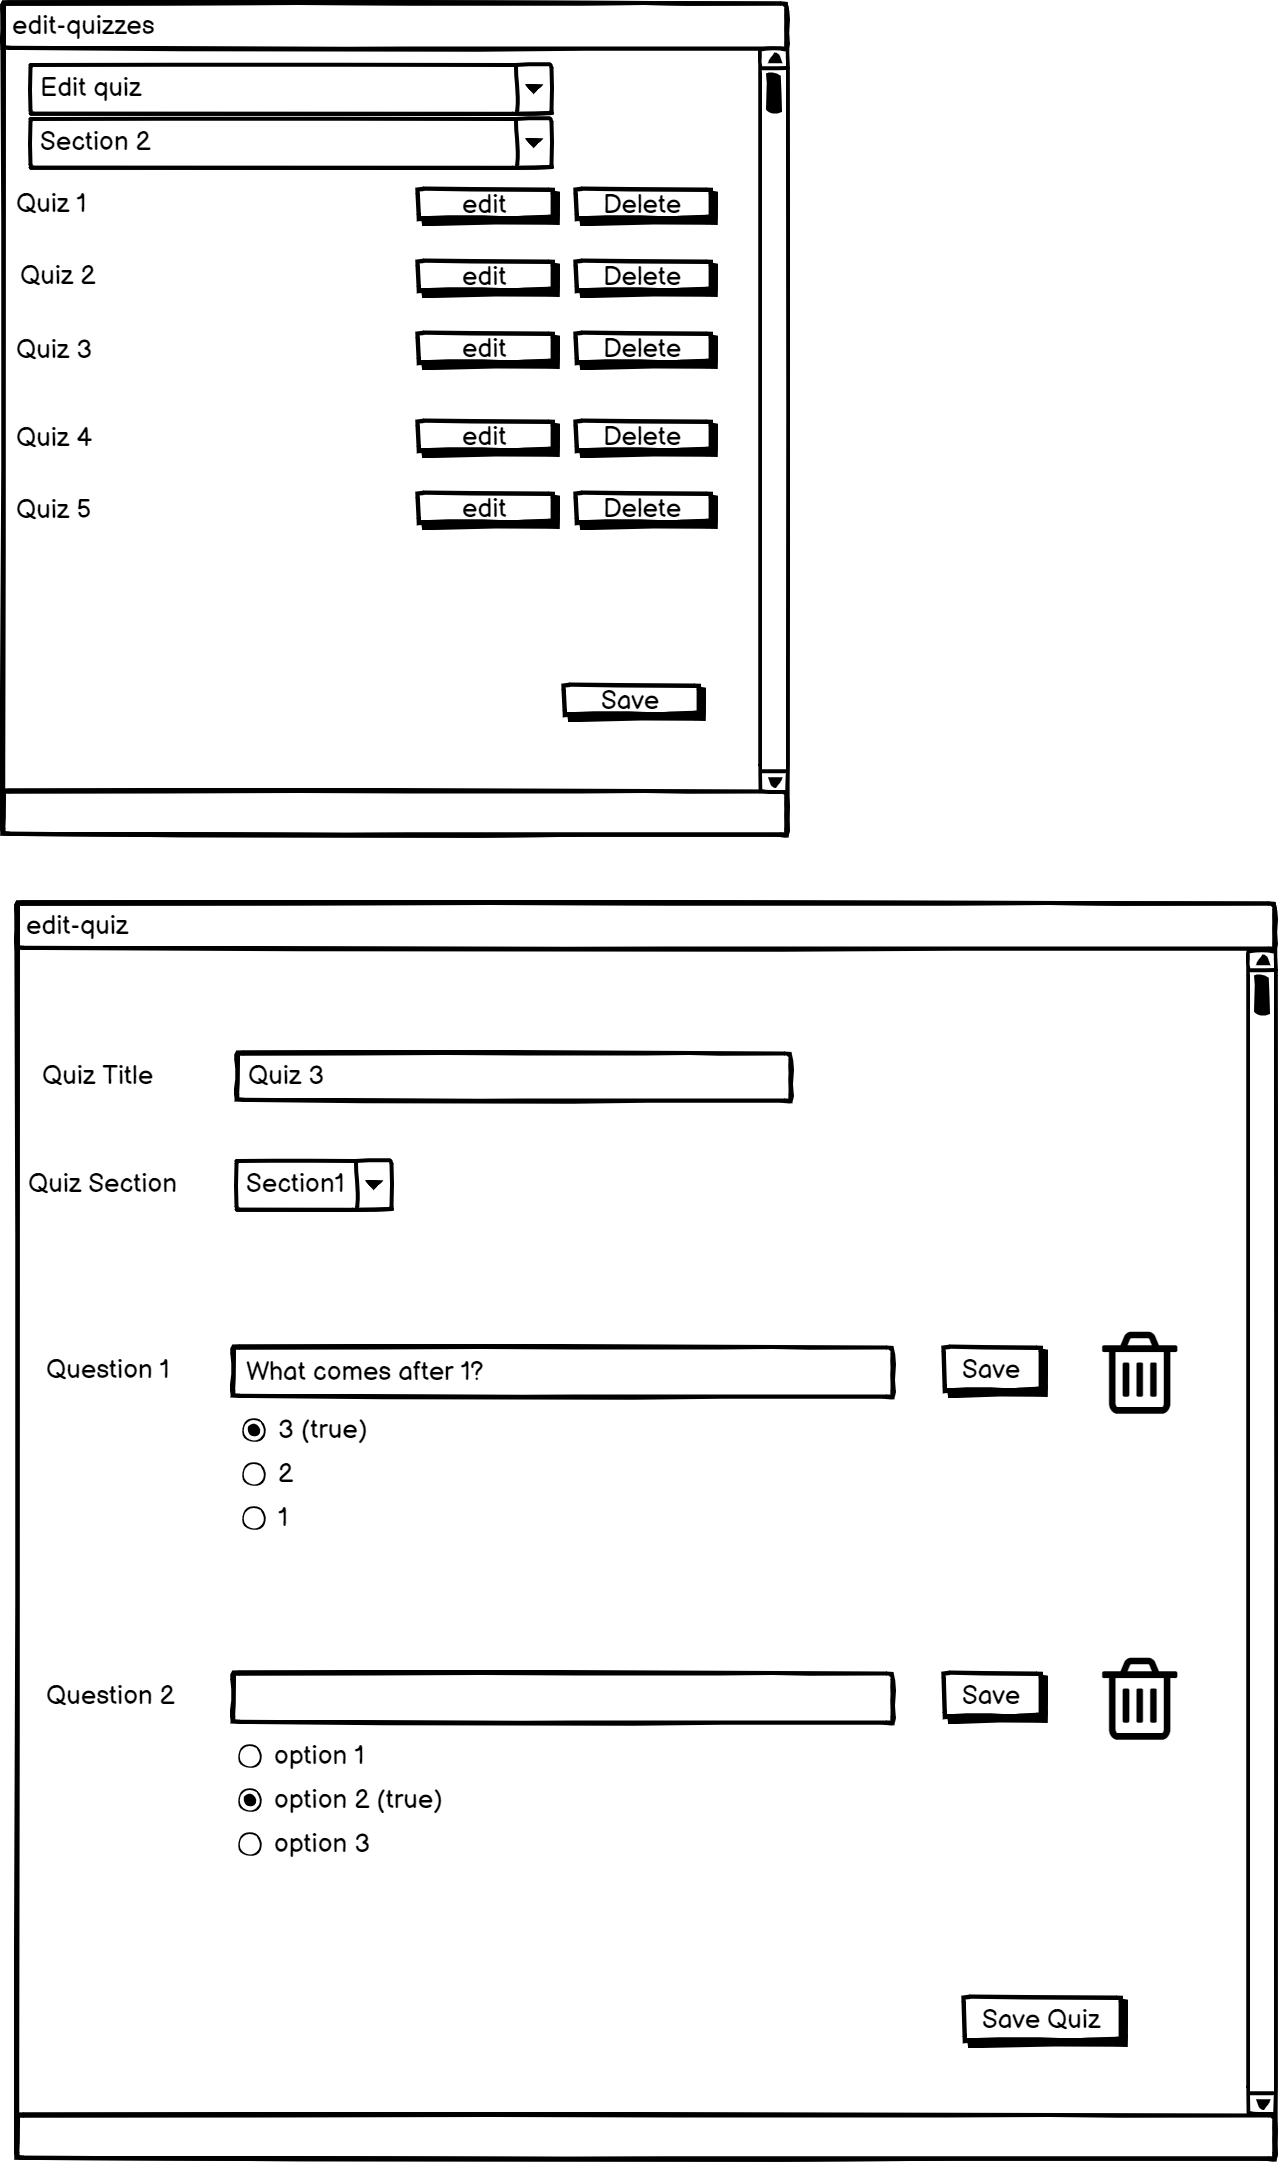 edit-quizzes
Edit quiz
Section 2
Quiz 1 edit Delete
Quiz 2 edit Delete
Quiz 3 edit Delete
Quiz 4 edit Delete
Quiz 5 edit Delete
Save
edit-quiz
Quiz Title Quiz 3
Quiz Section Section1
Question 1 What comes after 1? Save
3 (true)
2
1
Question 2 Save
option 1
option 2 (true)
option 3
Save Quiz